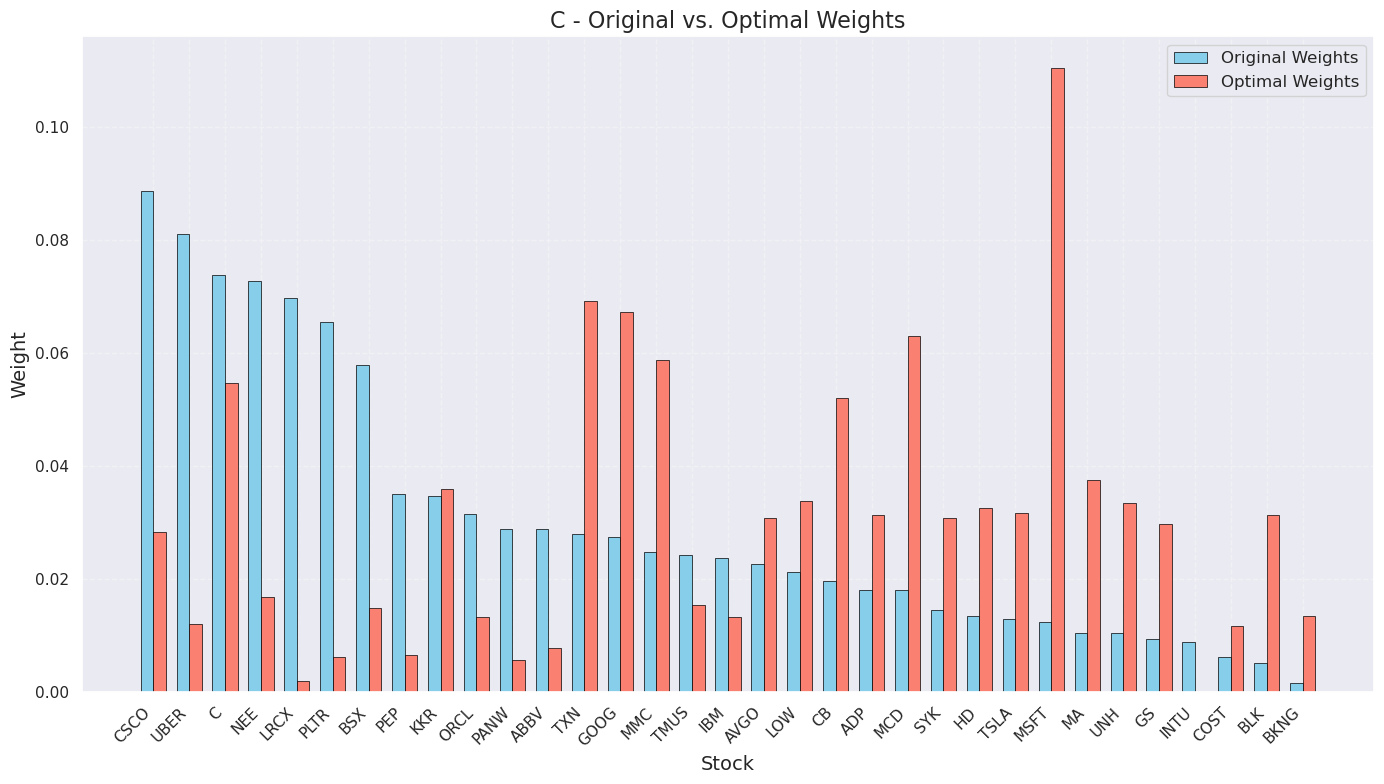 C - Original vs. Optimal Weights
Original Weights
Optimal Weights
Weight
0.10
0.08
0.06
0.04
0.02
0.00
CSCO
UBER
C
NEE
LRCX
PLTR
BSX
PEP
KKR
ORCL
PANW
ABBV
TXN
GOOG
MMC
TMUS
IBM
AVGO
LOW
CB
ADP
MCD
SYK
HD
TSLA
MSFT
MA
UNH
GS
INTU
COST
BLK
BKNG
Stock